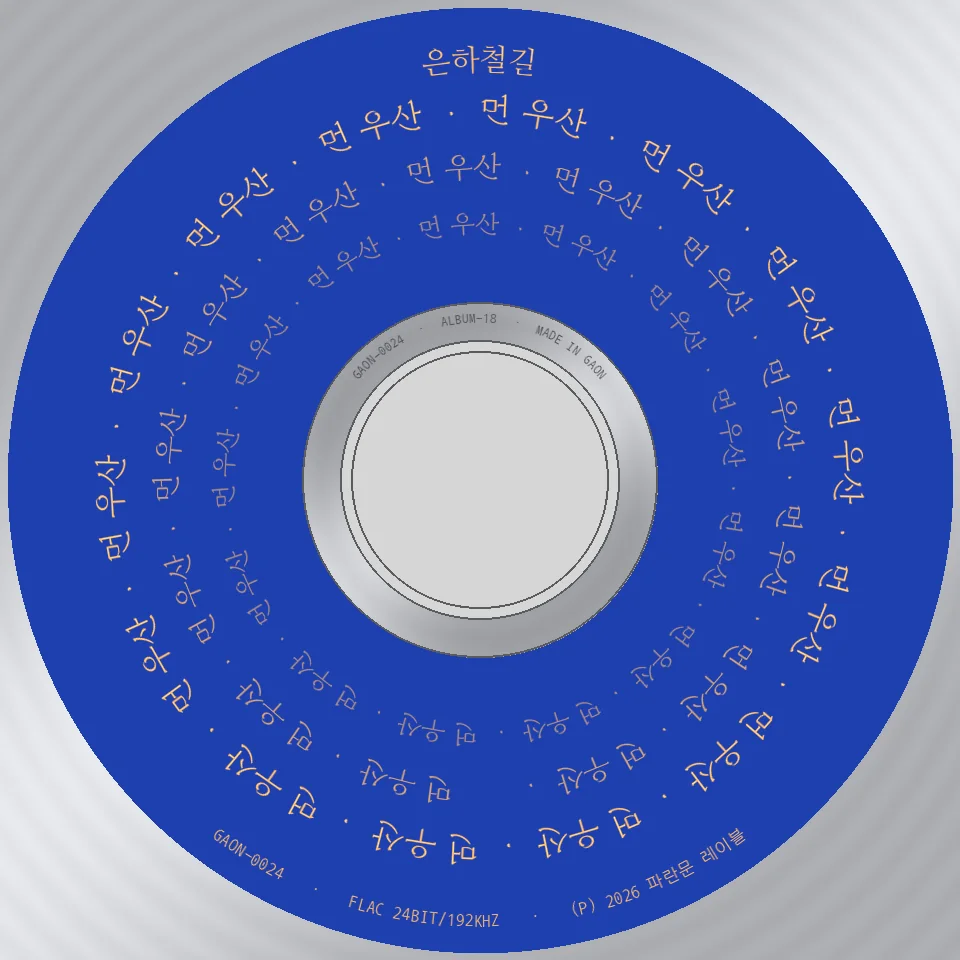 은하철길
먼 우산 · 먼 우산 · 먼 우산 · 먼 우산 · 먼 우산 · 먼 우산 · 먼 우산 · 먼 우산 · 먼 우산 · 먼 우산 · 먼 우산 · 먼 우산 · 먼 우산 · 먼 우산 ·
먼 우산 · 먼 우산 · 먼 우산 · 먼 우산 · 먼 우산 · 먼 우산 · 먼 우산 · 먼 우산 · 먼 우산 · 먼 우산 · 먼 우산 · 먼 우산 · 먼 우산 ·
먼 우산 · 먼 우산 · 먼 우산 · 먼 우산 · 먼 우산 · 먼 우산 · 먼 우산 · 먼 우산 · 먼 우산 · 먼 우산 · 먼 우산 · 먼 우산 · 먼 우산 ·
GAON-0024 · ALBUM-18 · MADE IN GAON
GAON-0024 · FLAC 24BIT/192KHZ · (P) 2026 파란문 레이블